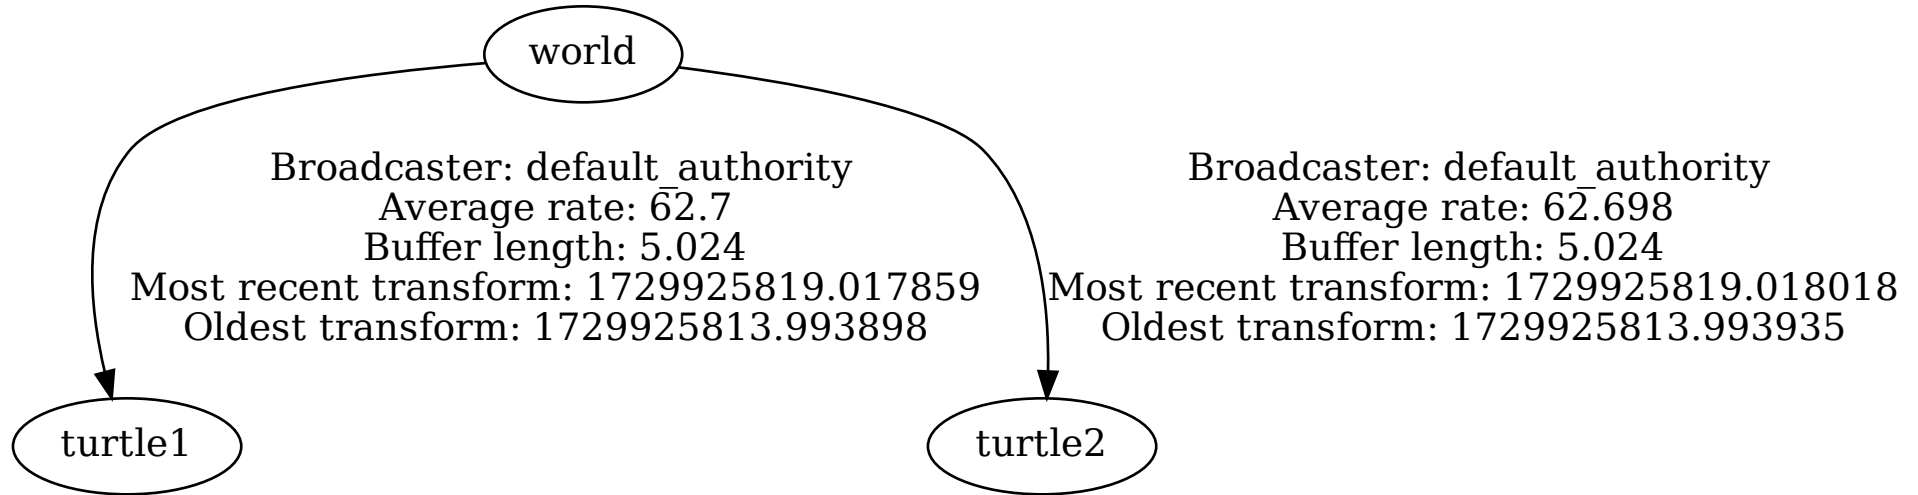 world
Broadcaster: default_authority
Average rate: 62.7
Buffer length: 5.024
Most recent transform: 1729925819.017859
Oldest transform: 1729925813.993898
Broadcaster: default_authority
Average rate: 62.698
Buffer length: 5.024
Most recent transform: 1729925819.018018
Oldest transform: 1729925813.993935
turtle1
turtle2